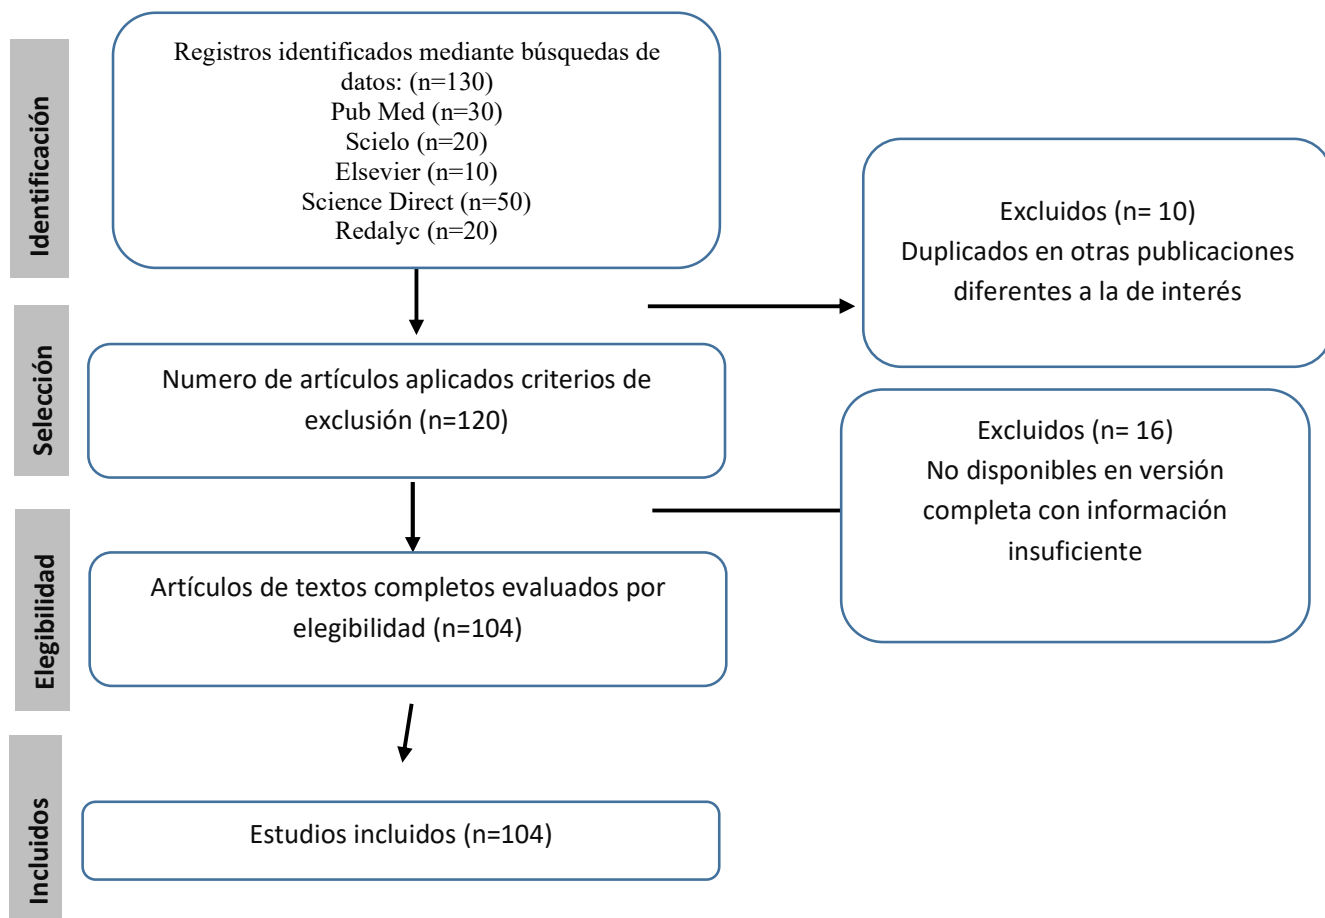 Identificación
Registros identificados mediante búsquedas de
datos: (n=130)
Pub Med (n=30)
Scielo (n=20)
Elsevier (n=10)
Science Direct (n=50)
Redalyc (n=20)
Excluidos (n= 10)
Duplicados en otras publicaciones
diferentes a la de interés
Selección
Numero de artículos aplicados criterios de
exclusión (n=120)
Excluidos (n= 16)
No disponibles en versión
completa con información
insuficiente
Elegibilidad
Artículos de textos completos evaluados por
elegibilidad (n=104)
Incluidos
Estudios incluidos (n=104)